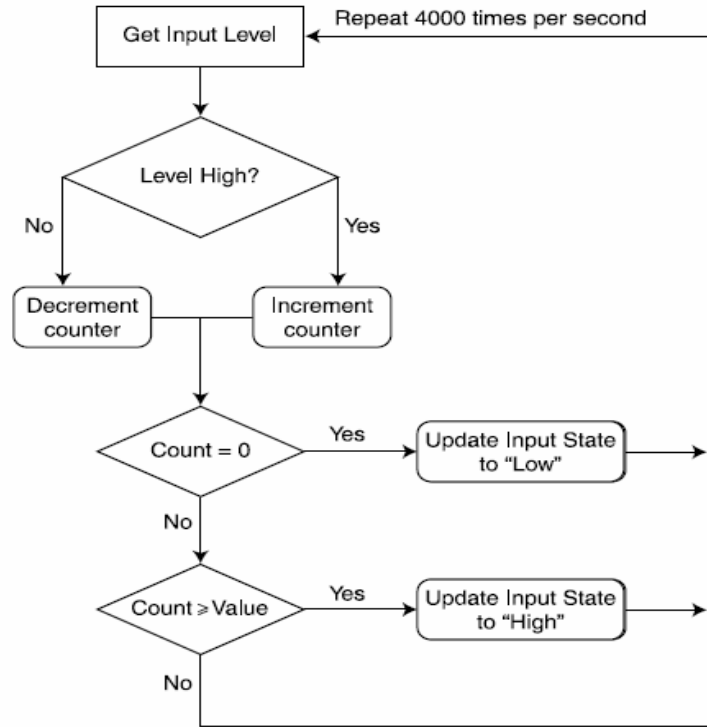 Get Input Level
Repeat 4000 times per second
Level High?
No
Yes
Decrement
counter
Increment
counter
Count = 0
Yes
Update Input State
to “Low”
No
Count ⩾ Value
Yes
Update Input State
to “High”
No